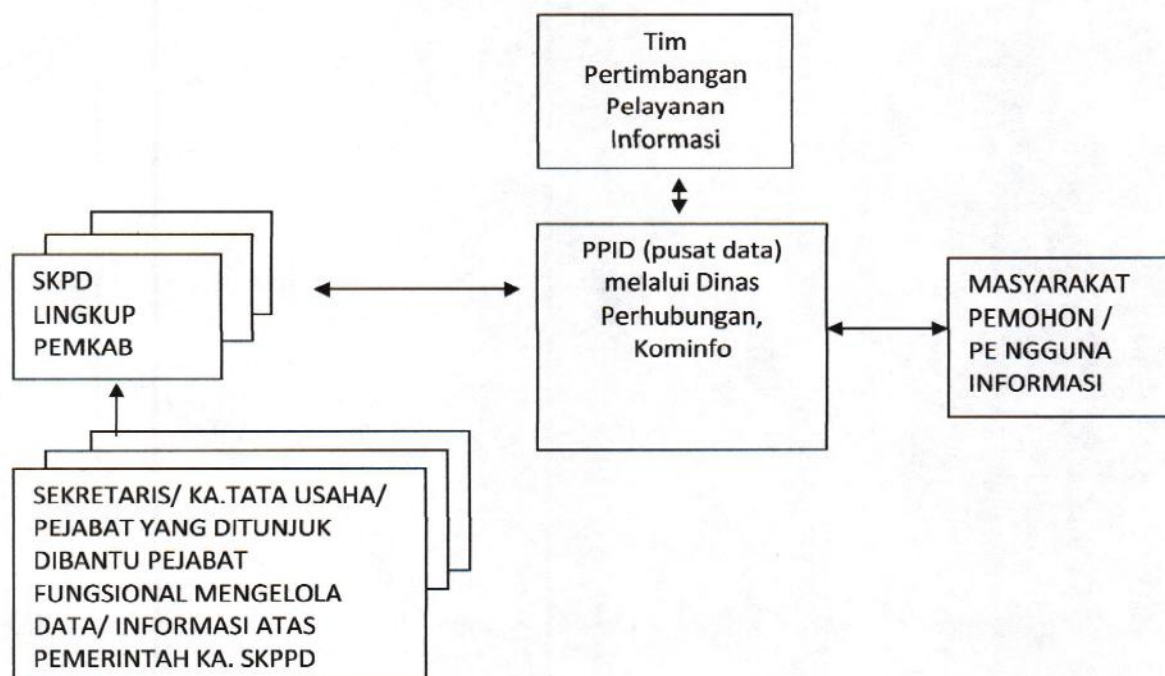 Tim
Pertimbangan
Pelayanan
Informasi
PPID (pusat data)
melalui Dinas
Perhubungan,
Kominfo
SKPD
LINGKUP
PEMKAB
MASYARAKAT
PEMOHON /
PE NGGUNA
INFORMASI
SEKRETARIS/ KA.TATA USAHA/
PEJABAT YANG DITUNJUK
DIBANTU PEJABAT
FUNGSIONAL MENGELOLA
DATA/ INFORMASI ATAS
PEMERINTAH KA. SKPPD